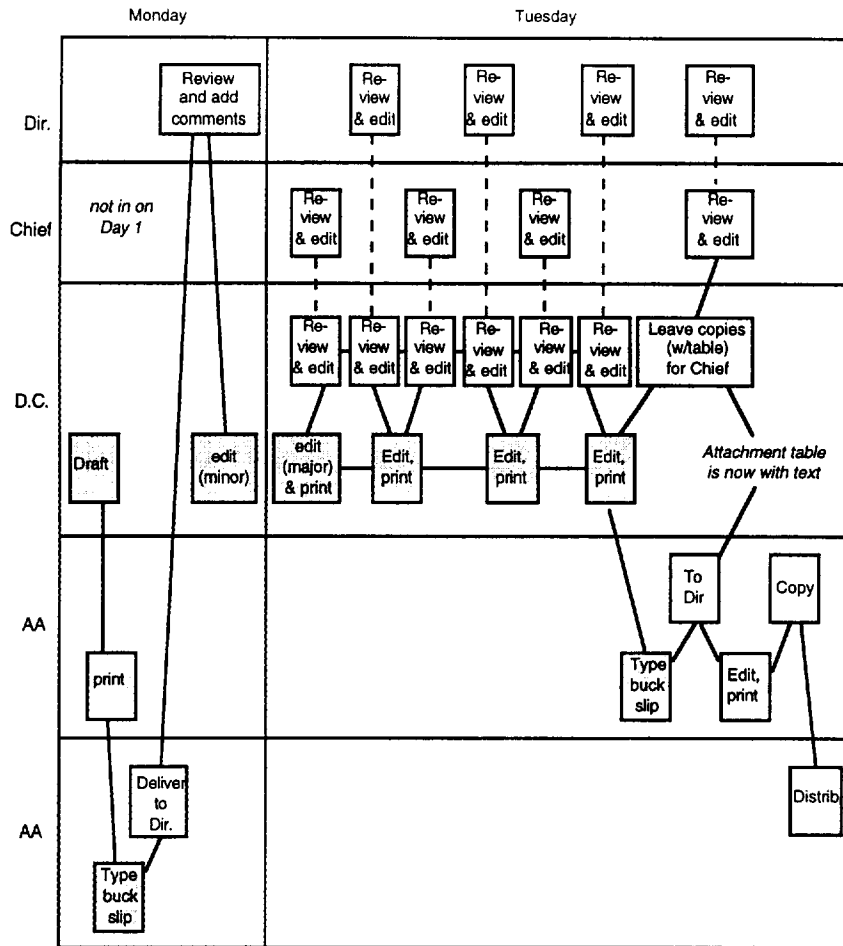 Monday
Tuesday
Dir.
Review
and add
comments
Re-
view
& edit
Re-
view
& edit
Re-
view
& edit
Re-
view
& edit
Chief
not in on
Day 1
Re-
view
& edit
Re-
view
& edit
Re-
view
& edit
Re-
view
& edit
D.C.
Re-
view
& edit
Re-
view
& edit
Re-
view
& edit
Re-
view
& edit
Re-
view
& edit
Re-
view
& edit
Leave copies
(w/table)
for Chief
Draft
edit
(minor)
edit
(major)
& print
Edit,
print
Edit,
print
Edit,
print
Attachment table
is now with text
AA
print
To
Dir
Copy
Type
buck
slip
Edit,
print
AA
Deliver
to
Dir.
Type
buck
slip
Distrib